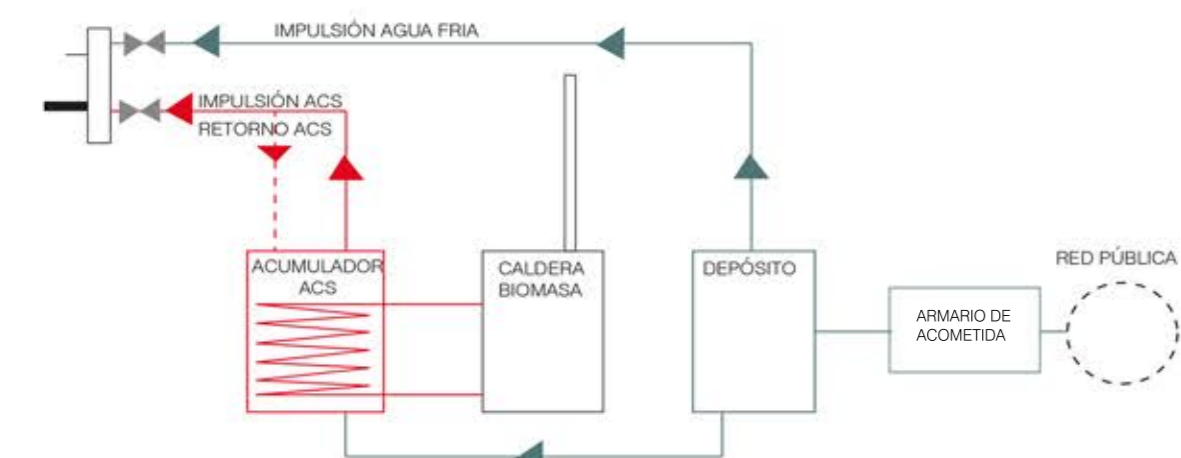 IMPULSIÓN AGUA FRIA
IMPULSIÓN ACS
RETORNO ACS
ACUMULADOR
ACS
CALDERA
BIOMASA
DEPÓSITO
ARMARIO DE
ACOMETIDA
RED PÚBLICA